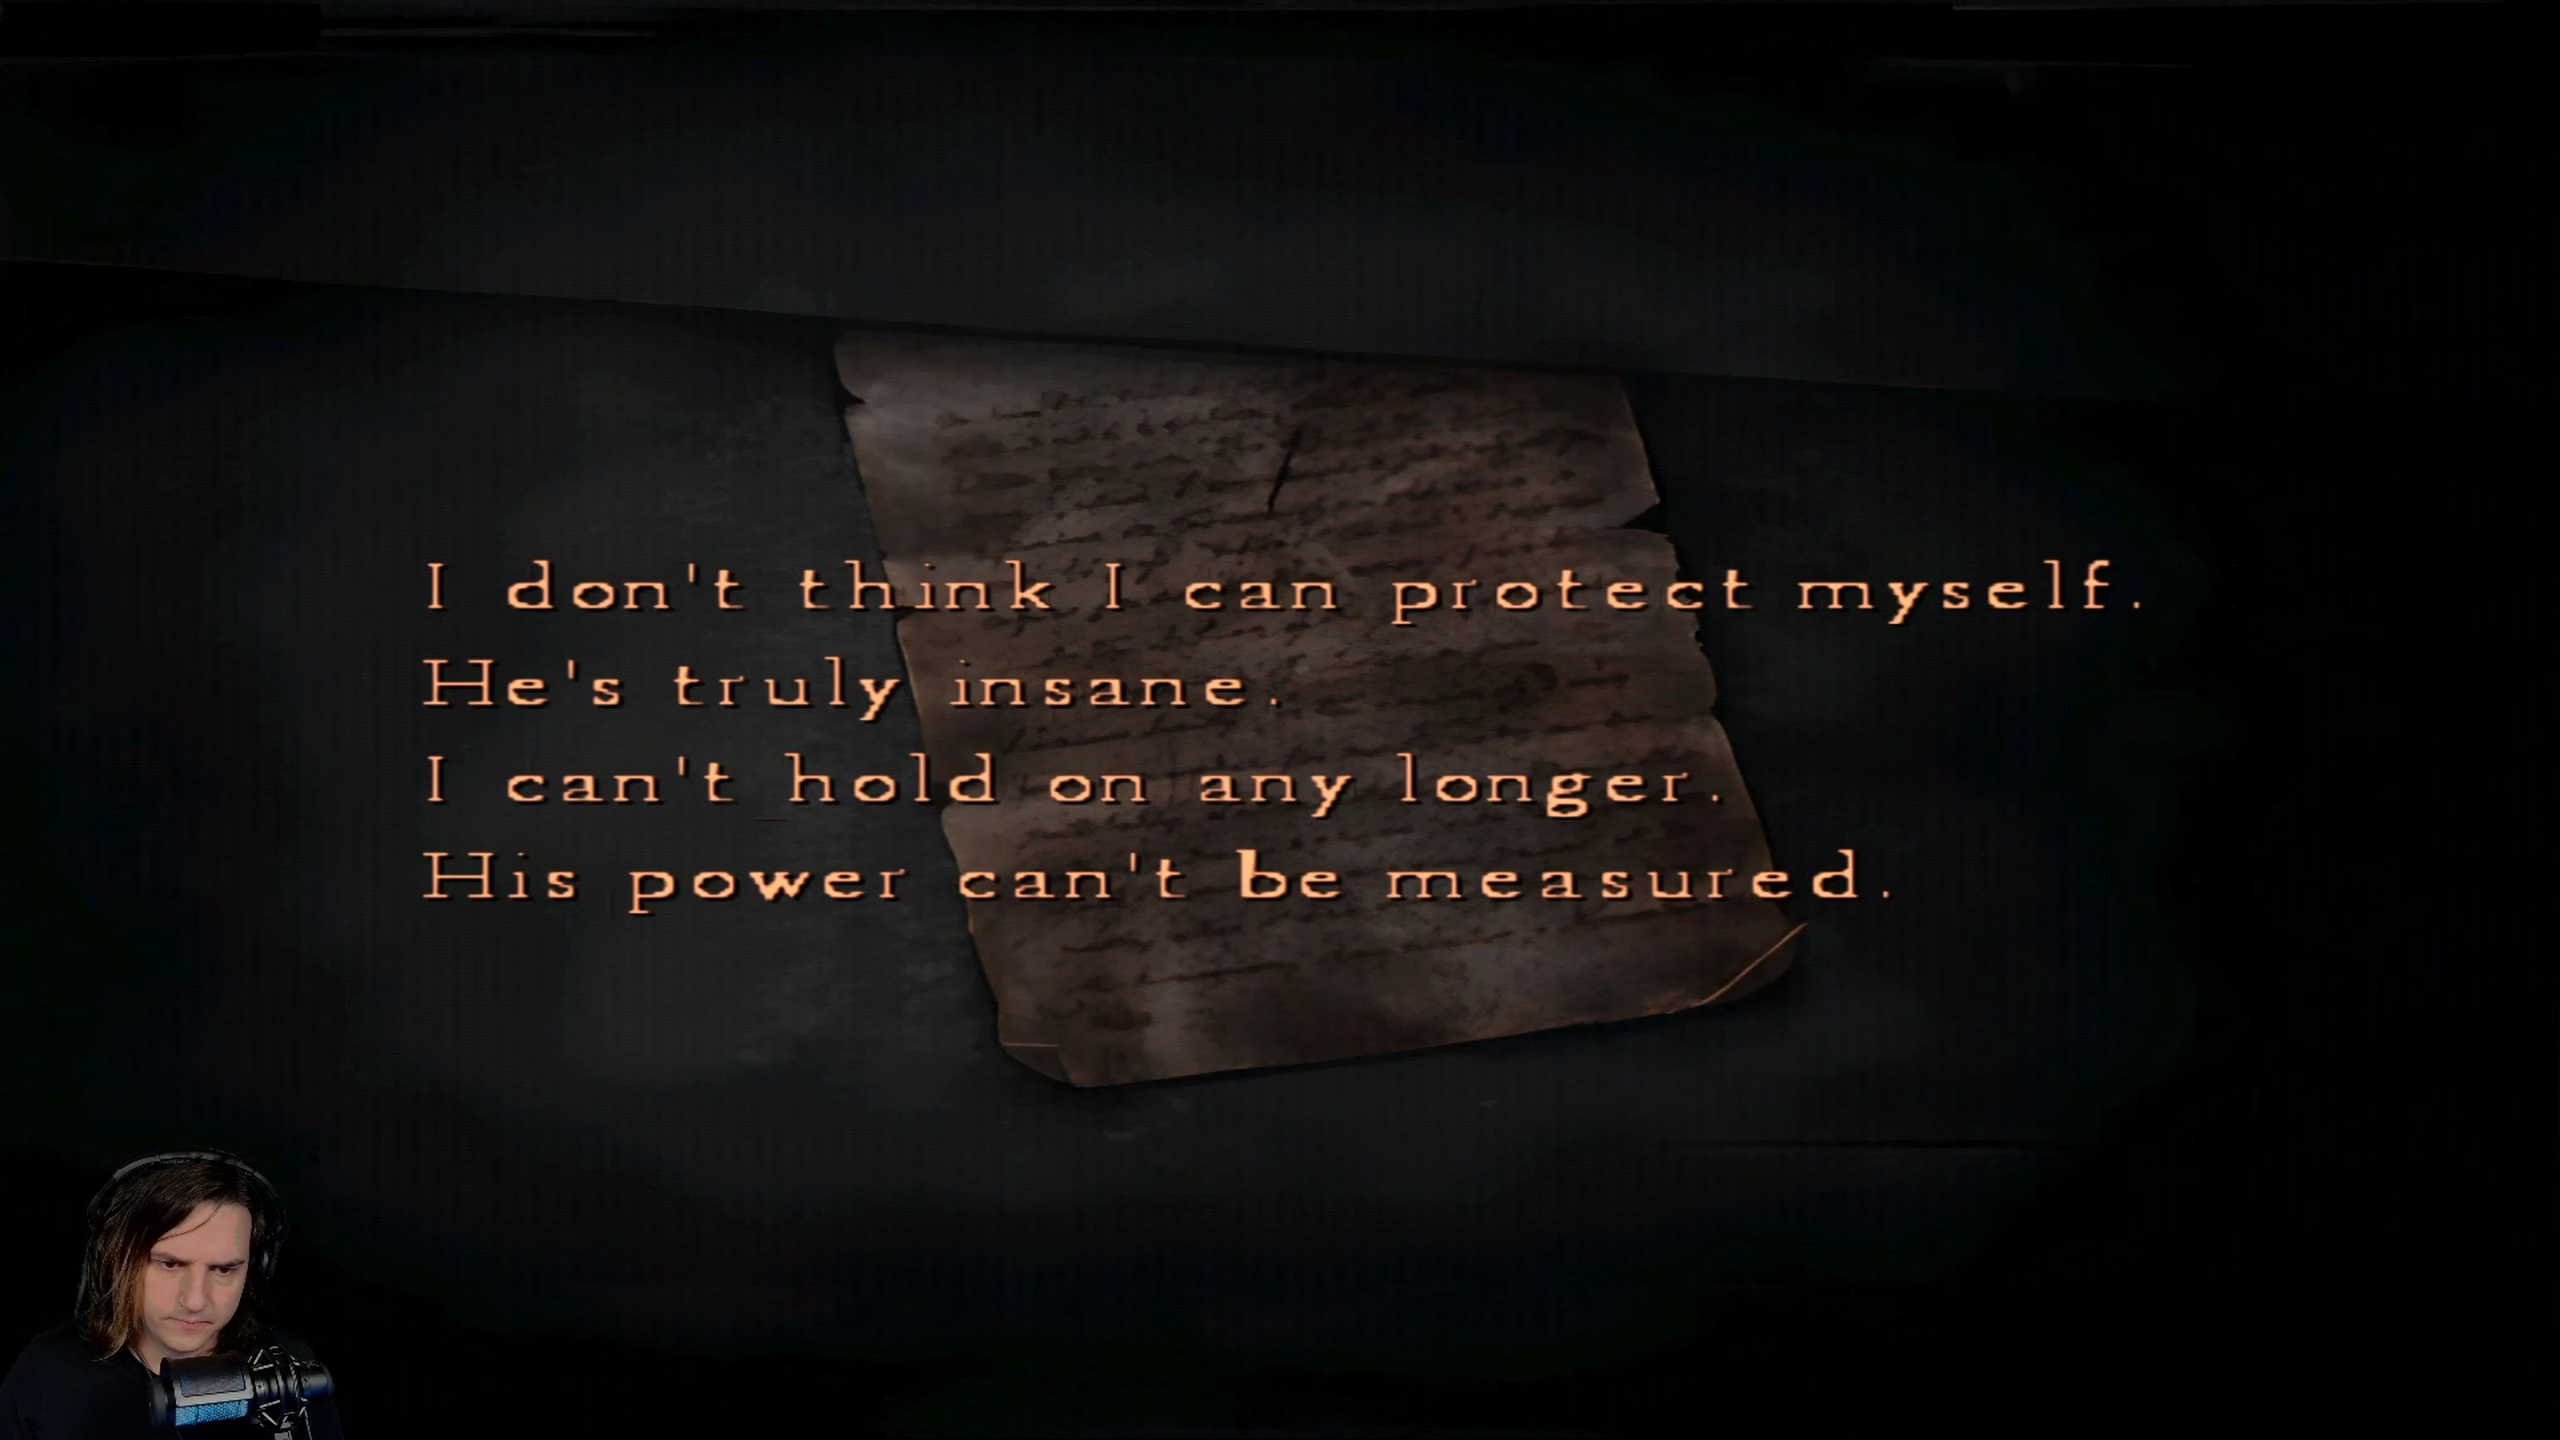 I don't think I can protect myself.
He's truly insane.
I can't hold on any longer.
His power can't be measured.